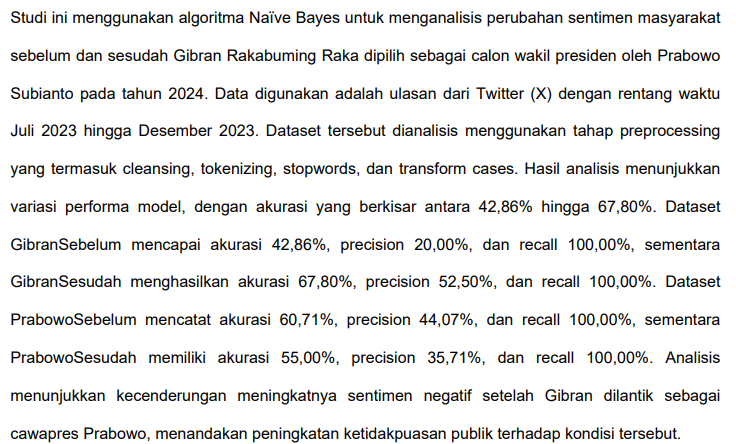 Studi ini menggunakan algoritma Naïve Bayes untuk menganalisis perubahan sentimen masyarakat
sebelum dan sesudah Gibran Rakabuming Raka dipilih sebagai calon wakil presiden oleh Prabowo
Subianto pada tahun 2024. Data digunakan adalah ulasan dari Twitter (X) dengan rentang waktu
Juli 2023 hingga Desember 2023. Dataset tersebut dianalisis menggunakan tahap preprocessing
yang termasuk cleansing, tokenizing, stopwords, dan transform cases. Hasil analisis menunjukkan
variasi performa model, dengan akurasi yang berkisar antara 42,86% hingga 67,80%. Dataset
GibranSebelum mencapai akurasi 42,86%, precision 20,00%, dan recall 100,00%, sementara
GibranSesudah menghasilkan akurasi 67,80%, precision 52,50%, dan recall 100,00%. Dataset
PrabowoSebelum mencatat akurasi 60,71%, precision 44,07%, dan recall 100,00%, sementara
PrabowoSesudah memiliki akurasi 55,00%, precision 35,71%, dan recall 100,00%. Analisis
menunjukkan kecenderungan meningkatnya sentimen negatif setelah Gibran dilantik sebagai
cawapres Prabowo, menandakan peningkatan ketidakpuasan publik terhadap kondisi tersebut.